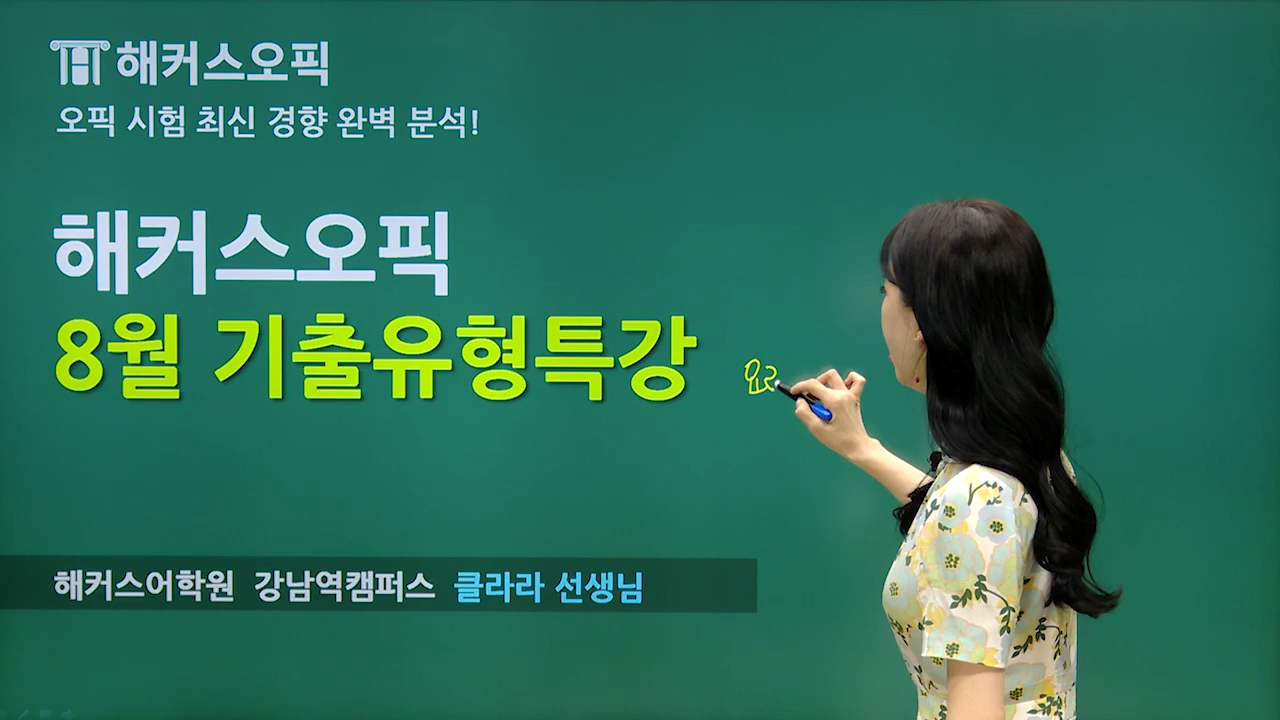 해커스오픽
오픽 시험 최신 경향 완벽 분석!
해커스오픽
8월 기출유형특강
해커스어학원 강남역캠퍼스 클라라 선생님